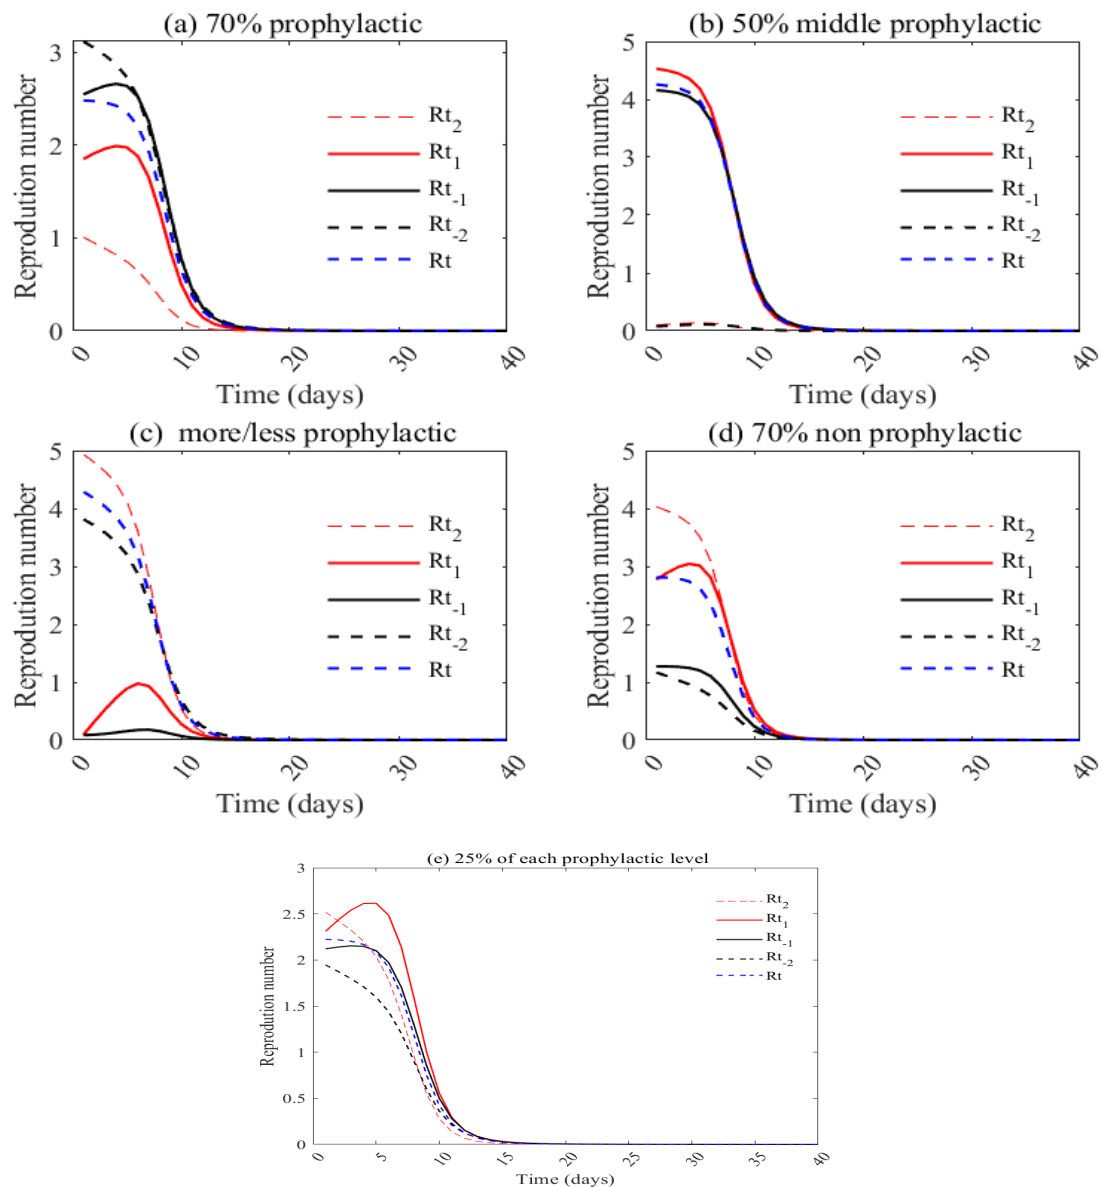 (a) 70% prophylactic
3
2
1
0
Reprodution number
Rt2
Rt1
Rt-1
Rt-2
Rt
0
10
20
30
40
Time (days)
(b) 50% middle prophylactic
5
4
3
2
1
0
Reprodution number
Rt2
Rt1
Rt-1
Rt-2
Rt
0
10
20
30
40
Time (days)
(c) more/less prophylactic
5
4
3
2
1
0
Reprodution number
Rt2
Rt1
Rt-1
Rt-2
Rt
0
10
20
30
40
Time (days)
(d) 70% non prophylactic
5
4
3
2
1
0
Reprodution number
Rt2
Rt1
Rt-1
Rt-2
Rt
0
10
20
30
40
Time (days)
(e) 25% of each prophylactic level
3
2.5
2
1.5
1
0.5
0
Reprodution number
Rt2
Rt1
Rt-1
Rt-2
Rt
0
5
10
15
20
25
30
35
40
Time (days)